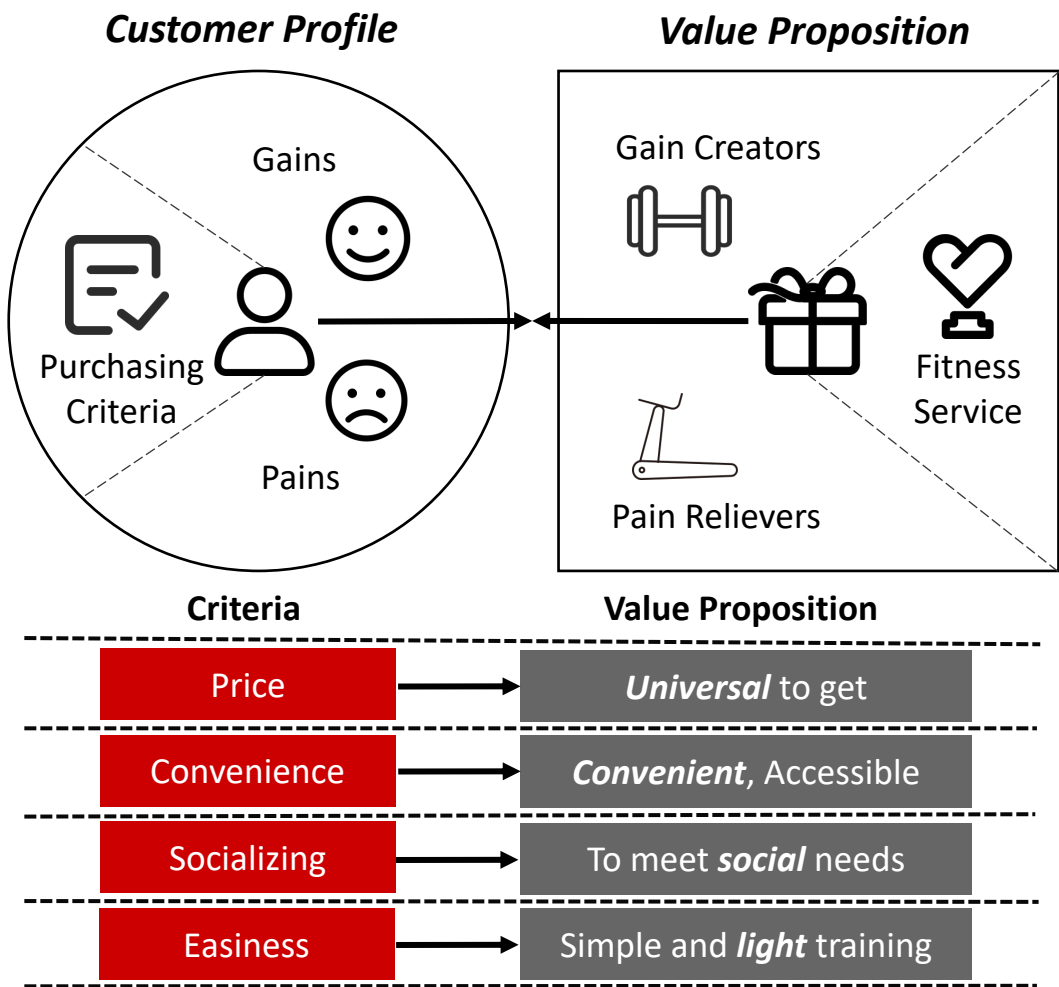 Customer Profile
Value Proposition
Gains
Gain Creators
Purchasing
Criteria
Fitness
Service
Pains
Pain Relievers
Criteria
Value Proposition
Price
Universal to get
Convenience
Convenient, Accessible
Socializing
To meet social needs
Easiness
Simple and light training